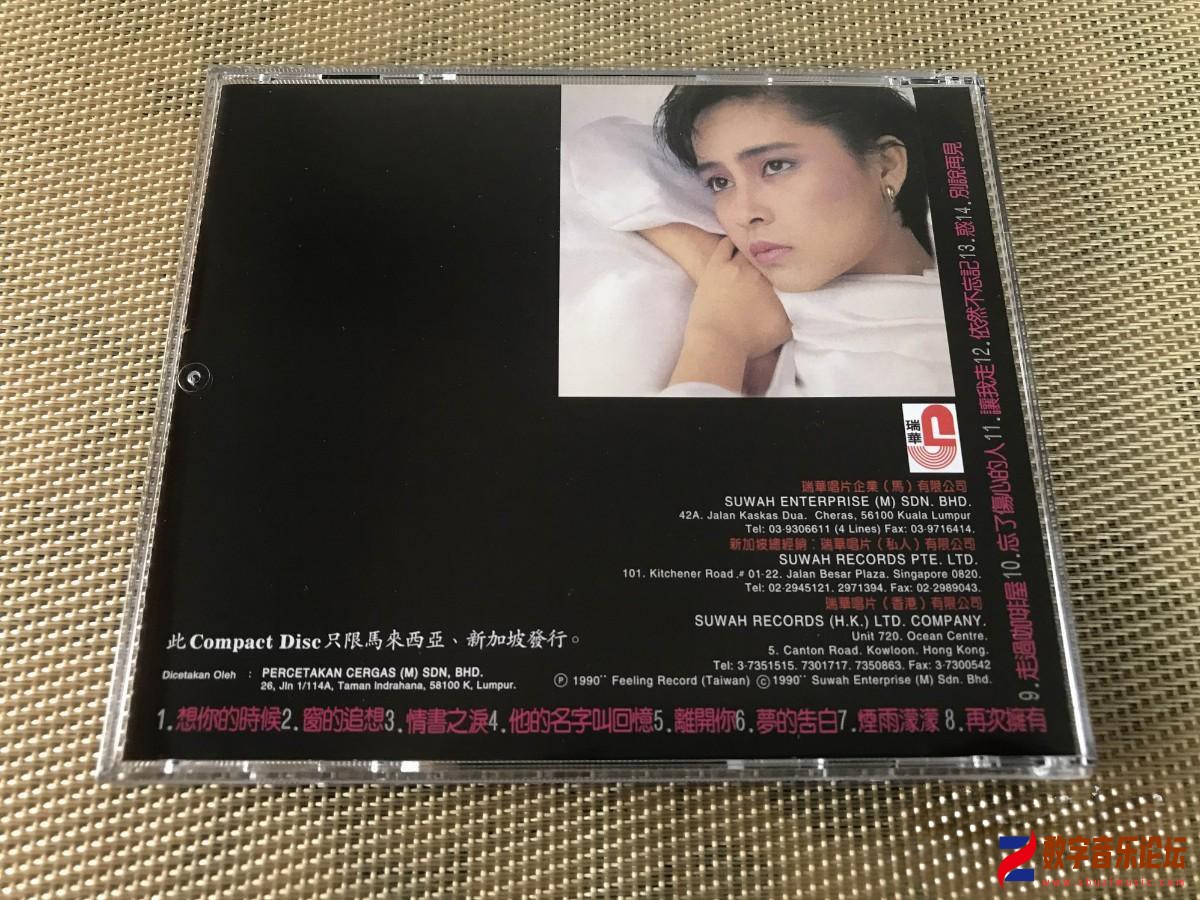 瑞華
瑞華唱片企業(馬)有限公司
SUWAH ENTERPRISE (M) SDN. BHD.
42A. Jalan Kaskas Dua. Cheras, 56100 Kuala Lumpur
Tel: 03-9306611 (4 Lines) Fax: 03-9716414.
新加坡總經銷:瑞華唱片(私人)有限公司
SUWAH RECORDS PTE. LTD.
101. Kitchener Road.# 01-22. Jalan Besar Plaza. Singapore 0820.
Tel: 02-2945121. 2971394. Fax: 02-2989043.
瑞華唱片(香港)有限公司
SUWAH RECORDS (H.K.) LTD. COMPANY.
Unit 720. Ocean Centre.
5. Canton Road. Kowloon. Hong Kong.
Tel: 3-7351515. 7301717. 7350863. Fax: 3-7300542
Ⓟ 1990¨ Feeling Record (Taiwan) ⓒ 1990¨ Suwah Enterprise (M) Sdn. Bhd.
此Compact Disc只限馬來西亞、新加坡發行。
Dicetakan Oleh : PERCETAKAN CERGAS (M) SDN, BHD.
26, Jln 1/114A, Taman Indrahana, 58100 K, Lumpur.
1.想你的時候2.窗的追想3.情書之淚4.他的名字叫回憶5.離開你6.夢的告白7.煙雨濛濛8.再次擁有
9.走過咖啡屋10.忘了傷心的人11.讓我走12.依然不忘記13.惑14.別說再見
数字音乐论坛